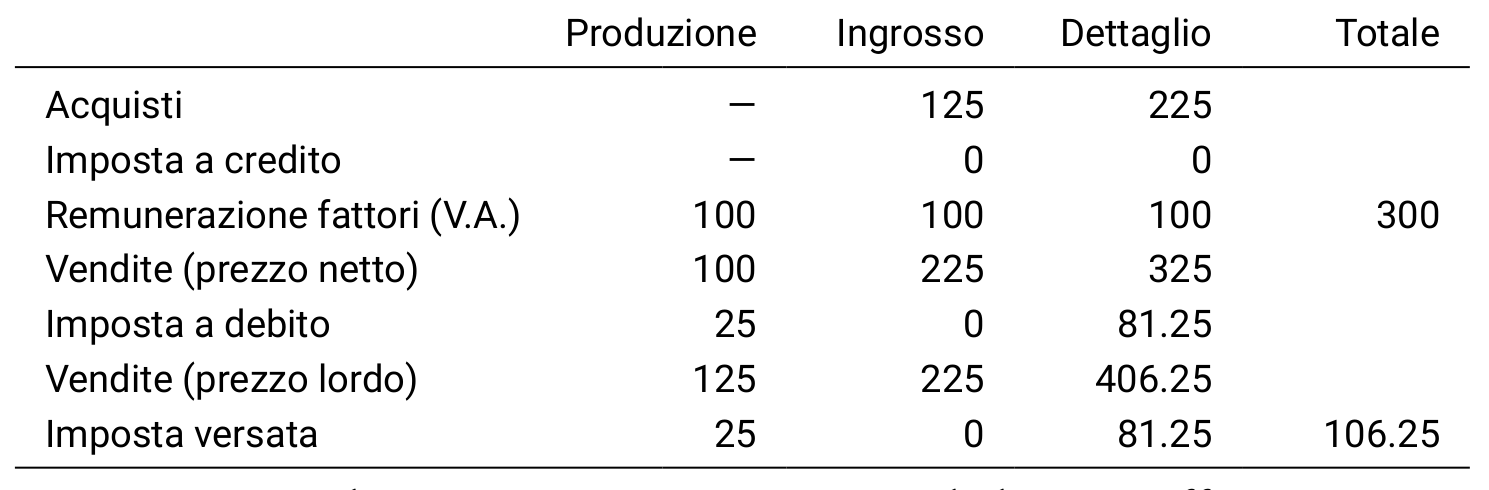 Produzione Ingrosso Dettaglio Totale
Acquisti — 125 225
Imposta a credito — 0 0
Remunerazione fattori (V.A.) 100 100 100 300
Vendite (prezzo netto) 100 225 325
Imposta a debito 25 0 81.25
Vendite (prezzo lordo) 125 225 406.25
Imposta versata 25 0 81.25 106.25